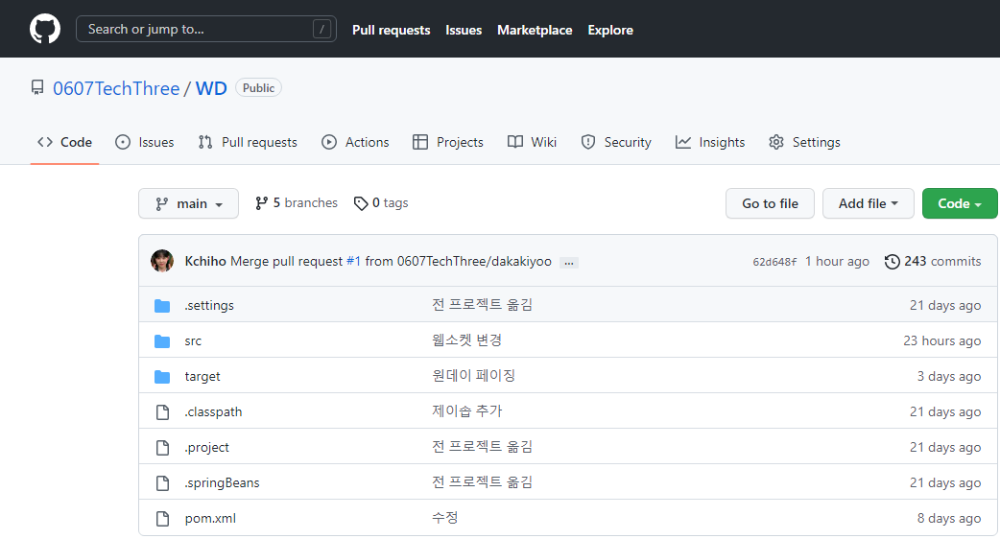 Search or jump to... / Pull requests Issues Marketplace Explore
0607TechThree / WD Public
<> Code Issues Pull requests Actions Projects Wiki Security Insights Settings
main 5 branches 0 tags Go to file Add file Code
Kchiho Merge pull request #1 from 0607TechThree/dakakiyoo ... 62d648f 1 hour ago 243 commits
.settings 전 프로젝트 옮김 21 days ago
src 웹소켓 변경 23 hours ago
target 원데이 페이징 3 days ago
.classpath 제이솝 추가 21 days ago
.project 전 프로젝트 옮김 21 days ago
.springBeans 전 프로젝트 옮김 21 days ago
pom.xml 수정 8 days ago